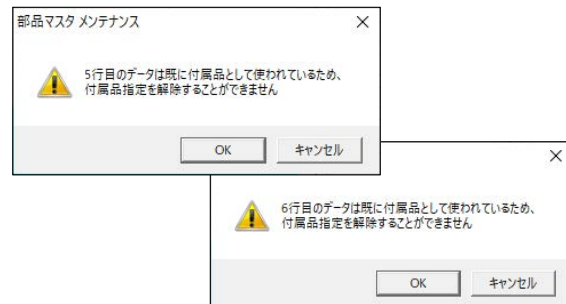 部品マスタ メンテナンス
5行目のデータは既に付属品として使われているため、
付属品指定を解除することができません
OK
キャンセル
6行目のデータは既に付属品として使われているため、
付属品指定を解除することができません
OK
キャンセル